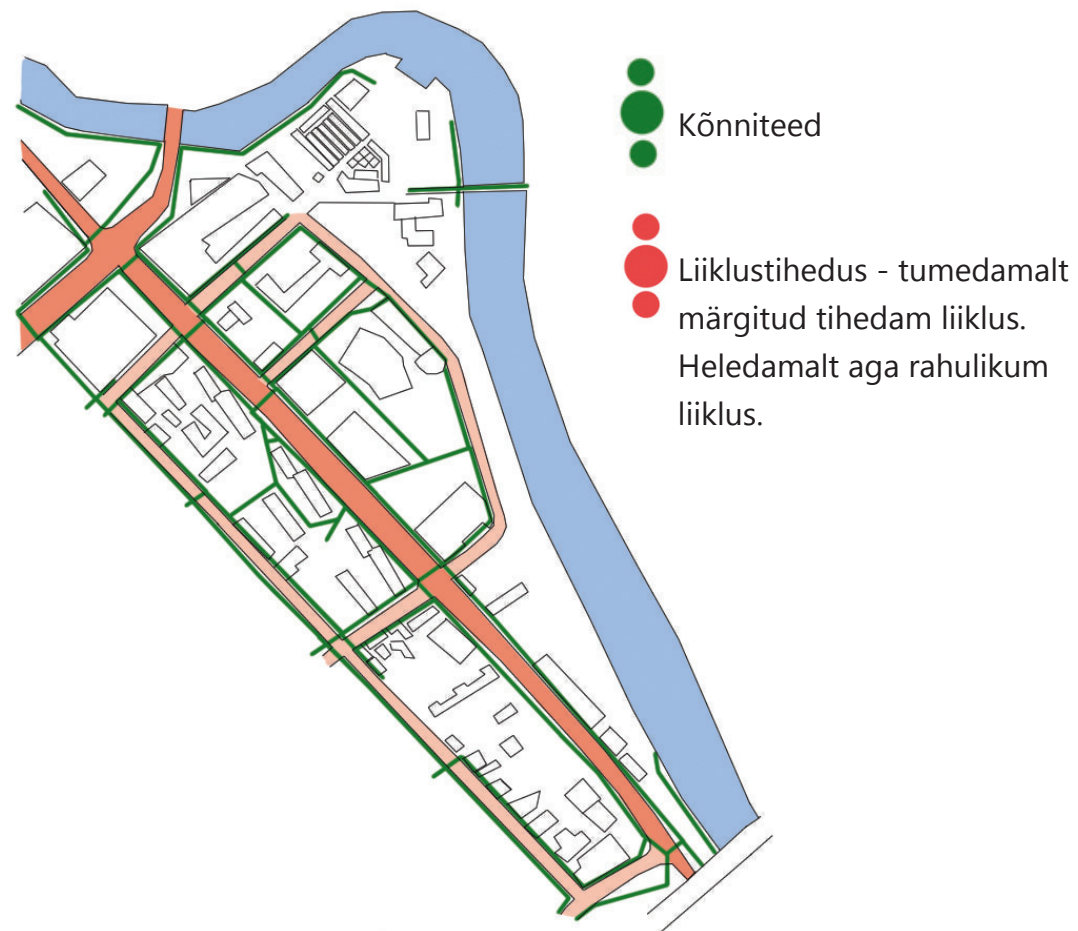 Kõnniteed
Liiklustihedus - tumedamalt
märgitud tihedam liiklus.
Heledamalt aga rahulikum
liiklus.